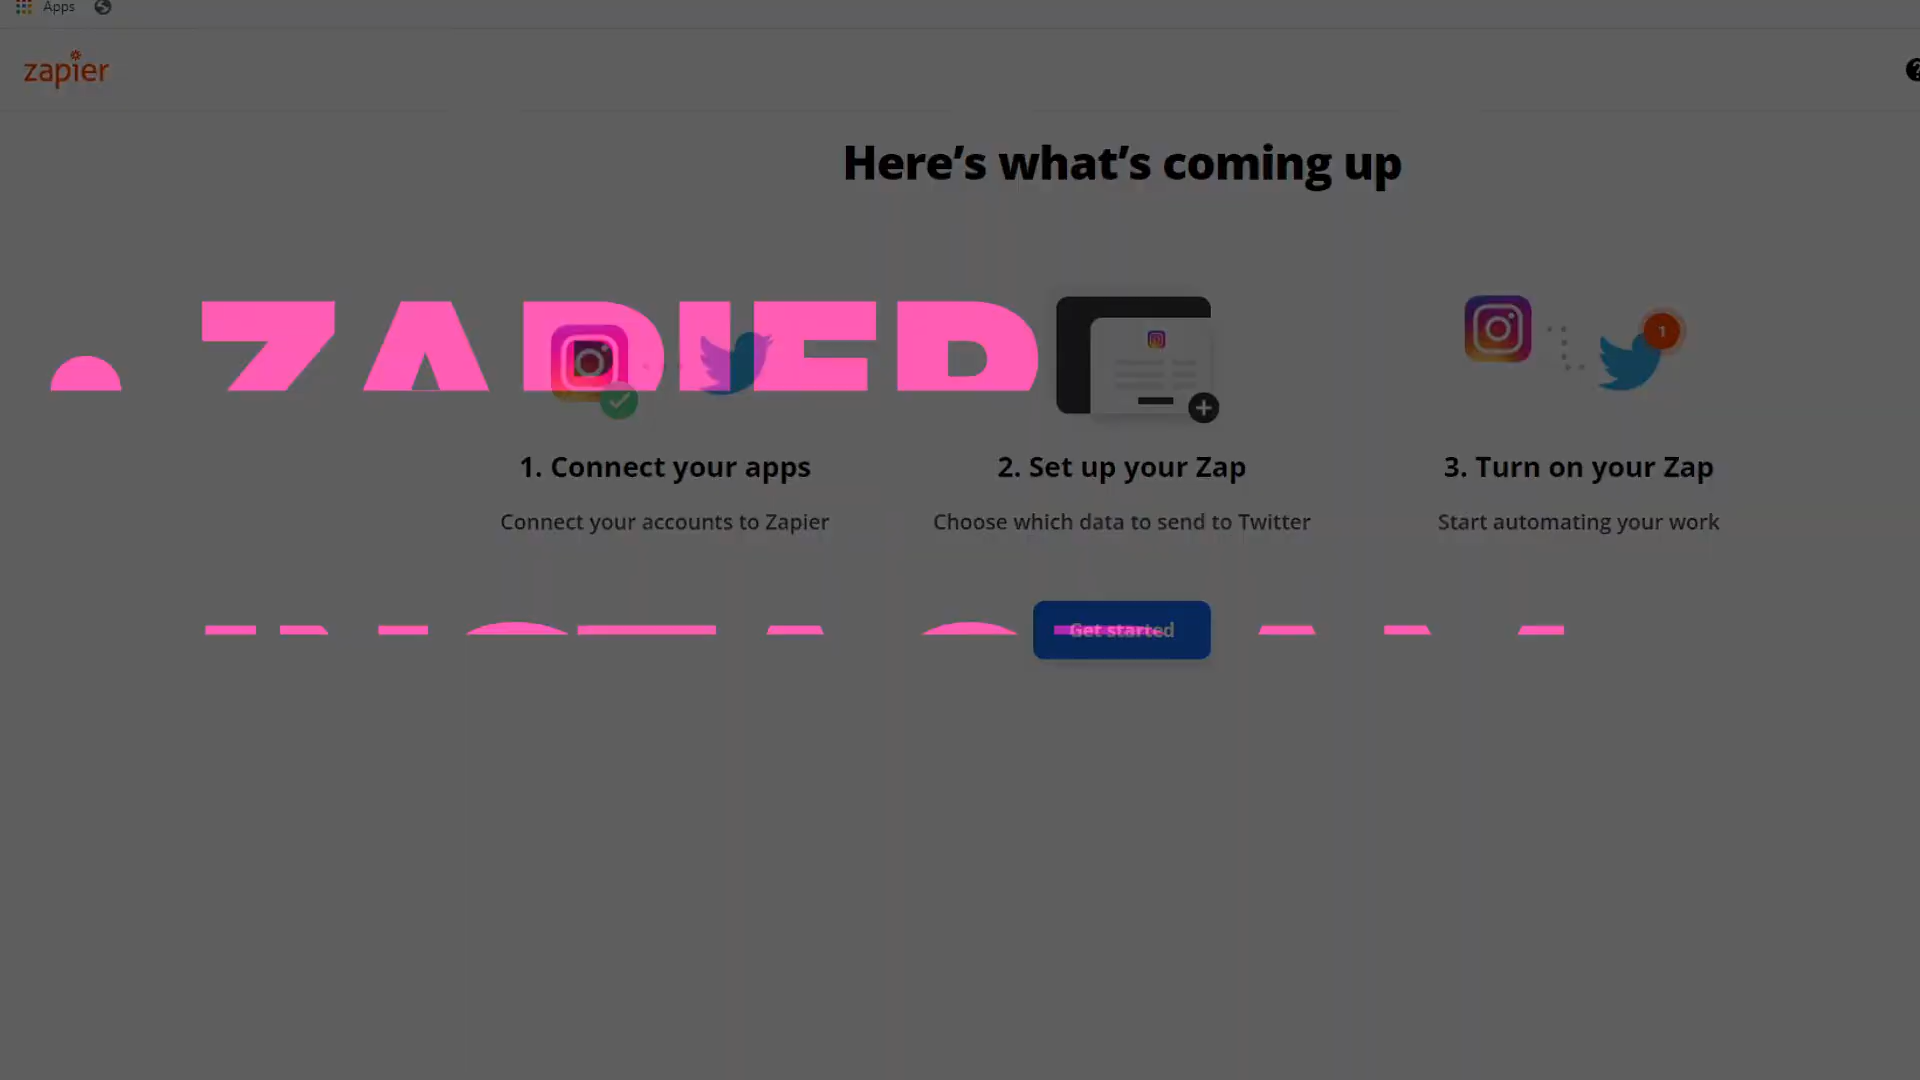 Apps
zapier
?
Here’s what’s coming up
ZAPIER
1
1. Connect your apps
2. Set up your Zap
3. Turn on your Zap
Connect your accounts to Zapier
Choose which data to send to Twitter
Start automating your work
Get started